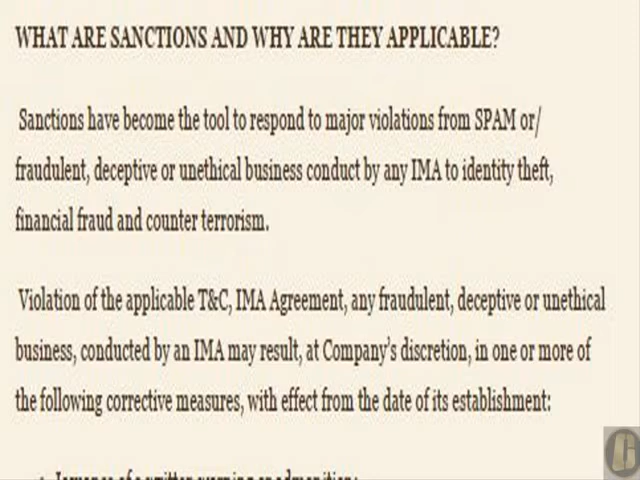 WHAT ARE SANCTIONS AND WHY ARE THEY APPLICABLE?
Sanctions have become the tool to respond to major violations from SPAM or/
fraudulent, deceptive or unethical business conduct by any IMA to identity theft,
financial fraud and counter terrorism.
Violation of the applicable T&C, IMA Agreement, any fraudulent, deceptive or unethical
business, conducted by an IMA may result, at Company's discretion, in one or more of
the following corrective measures, with effect from the date of its establishment: